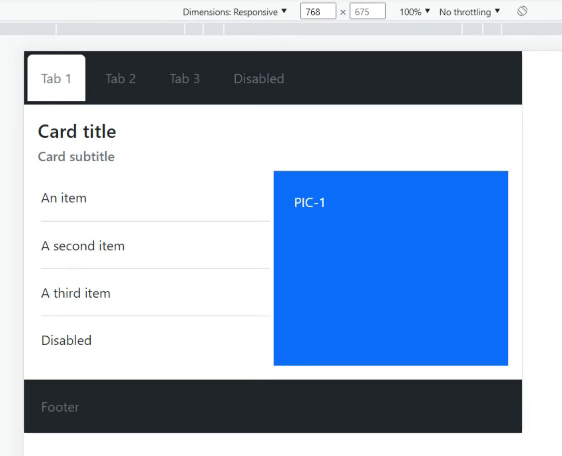 Dimensions: Responsive ▼ 768 × 675 100% ▼ No throttling ▼
Tab 1 Tab 2 Tab 3 Disabled
Card title
Card subtitle
An item
PIC-1
A second item
A third item
Disabled
Footer